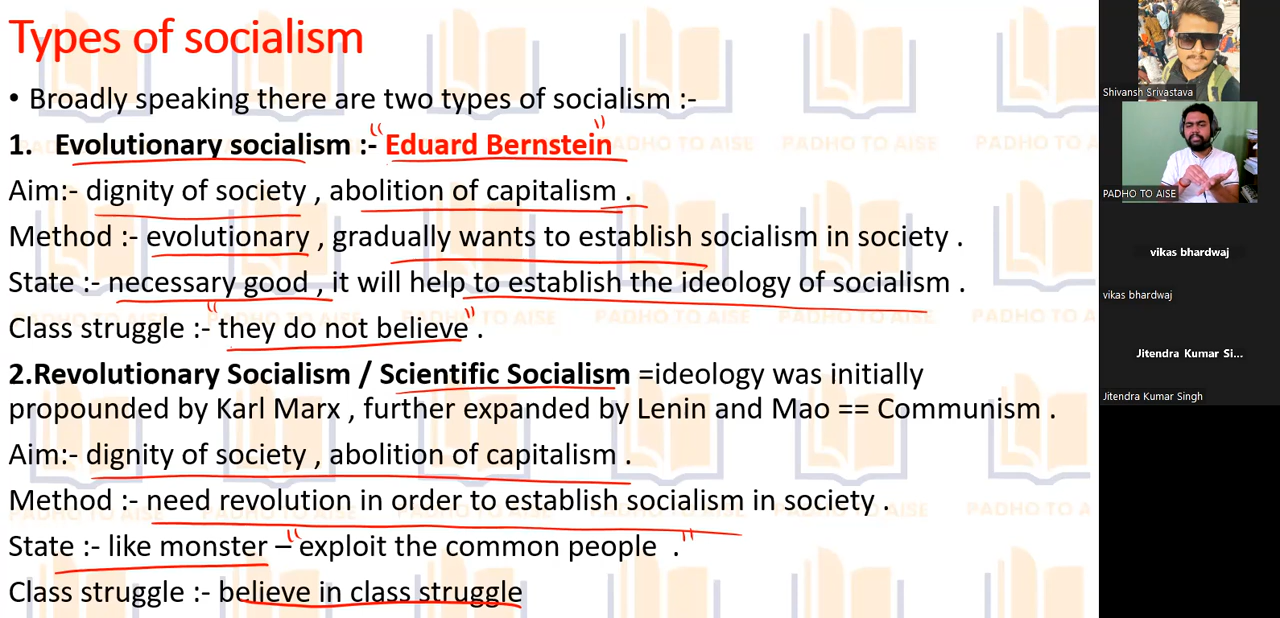 Types of socialism
• Broadly speaking there are two types of socialism :-
1. Evolutionary socialism :- "Eduard Bernstein"
Aim:- dignity of society , abolition of capitalism .
Method :- evolutionary , gradually wants to establish socialism in society .
State :- necessary good , it will help to establish the ideology of socialism .
Class struggle :- "they do not believe" .
2.Revolutionary Socialism / Scientific Socialism =ideology was initially
propounded by Karl Marx , further expanded by Lenin and Mao == Communism .
Aim:- dignity of society , abolition of capitalism .
Method :- need revolution in order to establish socialism in society .
State :- like monster – "exploit the common people ."
Class struggle :- believe in class struggle
Shivansh Srivastava
PADHO TO AISE
vikas bhardwaj
vikas bhardwaj
Jitendra Kumar Si...
Jitendra Kumar Singh